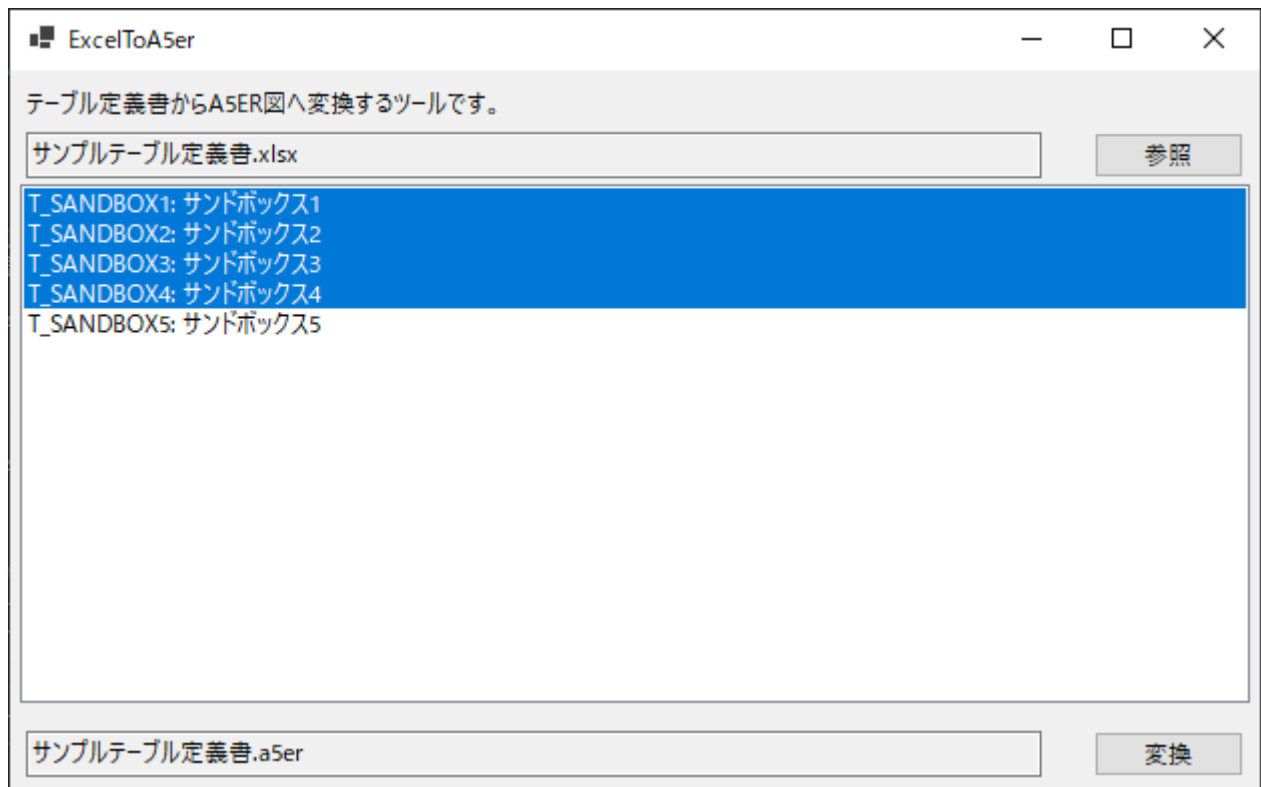 ExcelToA5er
テーブル定義書からA5ER図へ変換するツールです。
サンプルテーブル定義書.xlsx
参照
T_SANDBOX1: サンドボックス1
T_SANDBOX2: サンドボックス2
T_SANDBOX3: サンドボックス3
T_SANDBOX4: サンドボックス4
T_SANDBOX5: サンドボックス5
サンプルテーブル定義書.a5er
変換